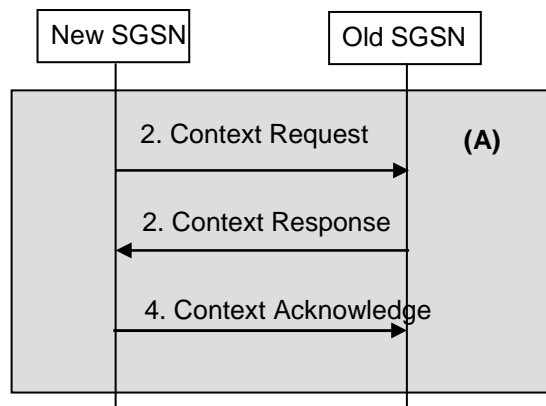 New SGSN
Old SGSN
2. Context Request
(A)
2. Context Response
4. Context Acknowledge